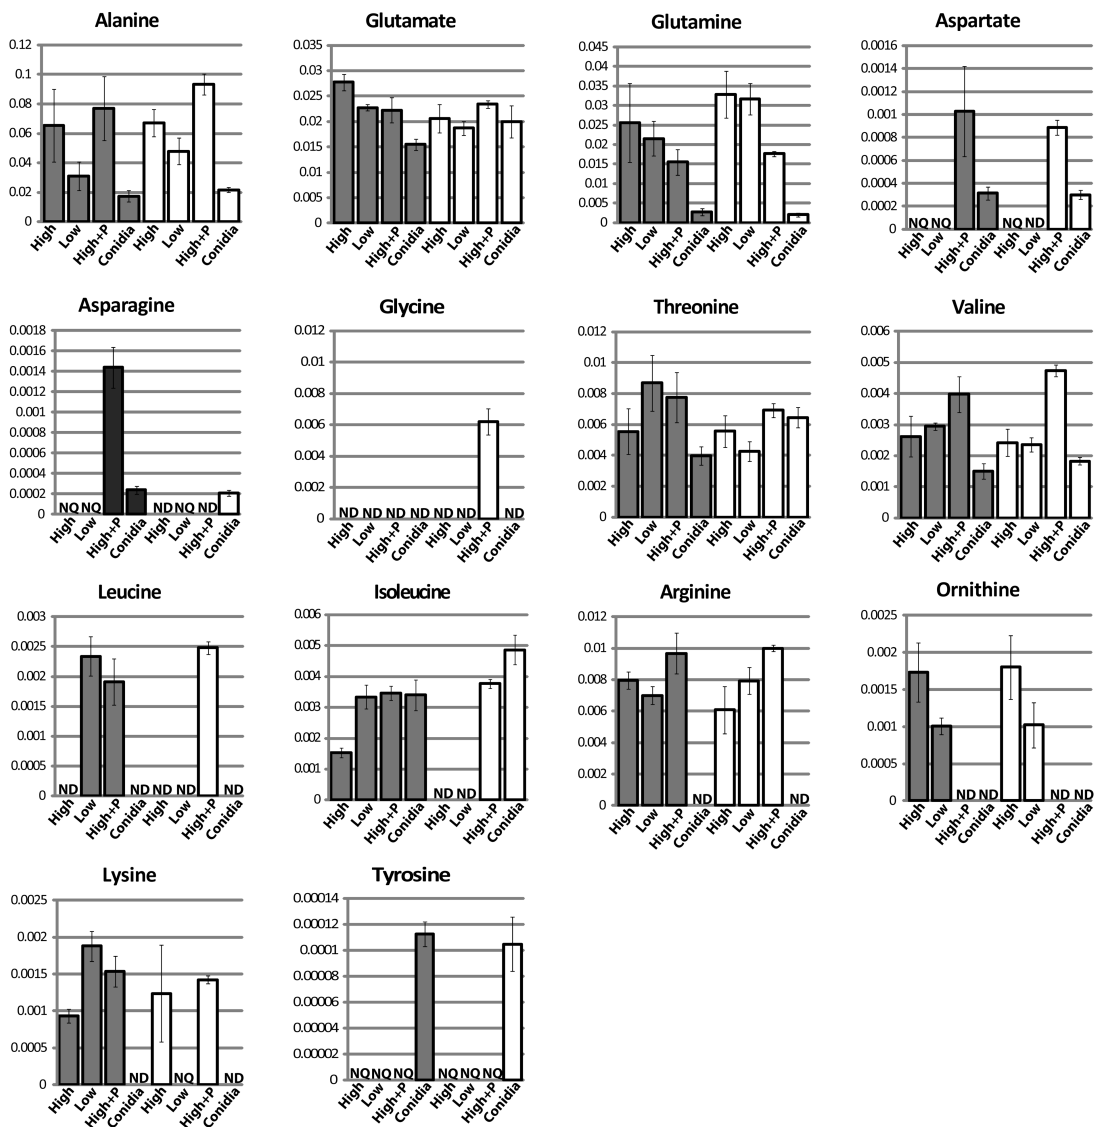 Alanine
0.12
0.1
0.08
0.06
0.04
0.02
0
High Low High+P Conidia High Low High+P Conidia
Glutamate
0.035
0.03
0.025
0.02
0.015
0.01
0.005
0
High Low High+P Conidia High Low High+P Conidia
Glutamine
0.045
0.04
0.035
0.03
0.025
0.02
0.015
0.01
0.005
0
High Low High+P Conidia High Low High+P Conidia
Aspartate
0.0016
0.0014
0.0012
0.001
0.0008
0.0006
0.0004
0.0002
0
NQ NQ NQ ND
High Low High+P Conidia High Low High+P Conidia
Asparagine
0.0018
0.0016
0.0014
0.0012
0.001
0.0008
0.0006
0.0004
0.0002
0
NQ NQ ND NQ ND
High Low High+P Conidia High Low High+P Conidia
Glycine
0.012
0.01
0.008
0.006
0.004
0.002
0
ND ND ND ND ND ND ND
High Low High+P Conidia High Low High+P Conidia
Threonine
0.012
0.01
0.008
0.006
0.004
0.002
0
High Low High+P Conidia High Low High+P Conidia
Valine
0.006
0.005
0.004
0.003
0.002
0.001
0
High Low High+P Conidia High Low High+P Conidia
Leucine
0.003
0.0025
0.002
0.0015
0.001
0.0005
0
ND ND ND ND ND
High Low High+P Conidia High Low High+P Conidia
Isoleucine
0.006
0.005
0.004
0.003
0.002
0.001
0
ND ND
High Low High+P Conidia High Low High+P Conidia
Arginine
0.012
0.01
0.008
0.006
0.004
0.002
0
ND ND
High Low High+P Conidia High Low High+P Conidia
Ornithine
0.0025
0.002
0.0015
0.001
0.0005
0
ND ND ND ND
High Low High+P Conidia High Low High+P Conidia
Lysine
0.0025
0.002
0.0015
0.001
0.0005
0
ND NQ ND
High Low High+P Conidia High Low High+P Conidia
Tyrosine
0.00014
0.00012
0.0001
0.00008
0.00006
0.00004
0.00002
0
NQ NQ NQ NQ NQ NQ
High Low High+P Conidia High Low High+P Conidia